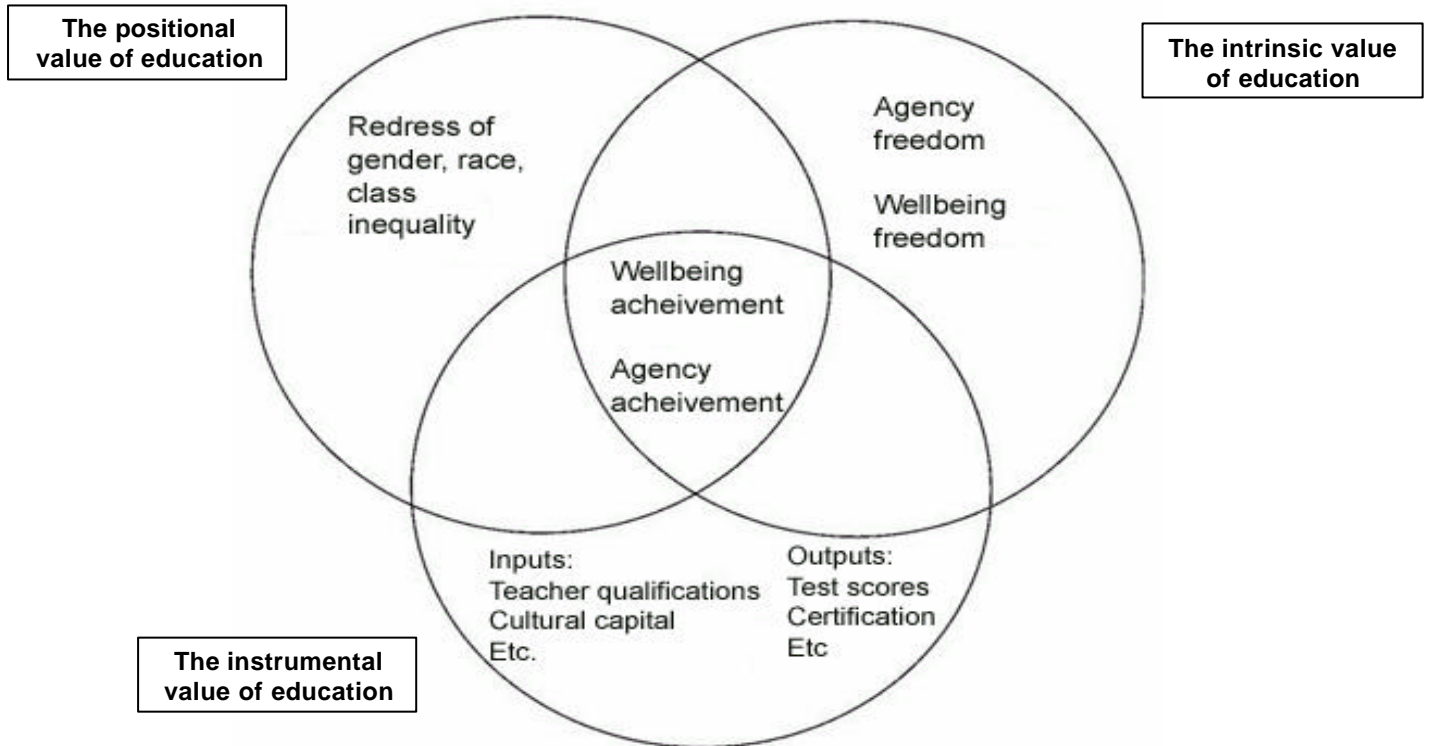 The positional
value of education
The intrinsic value
of education
Redress of
gender, race,
class
inequality
Agency
freedom
Wellbeing
freedom
Wellbeing
acheivement
Agency
acheivement
Inputs:
Teacher qualifications
Cultural capital
Etc.
Outputs:
Test scores
Certification
Etc
The instrumental
value of education